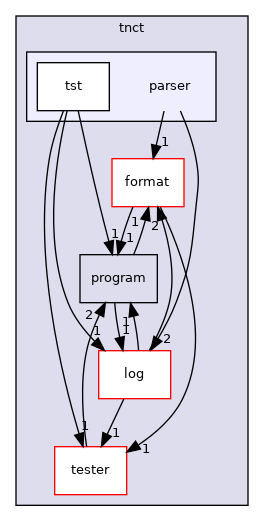 tnct
tst parser
1
format
1 1
1 2
program
2 1
1 1 2
log
1 1 1
tester